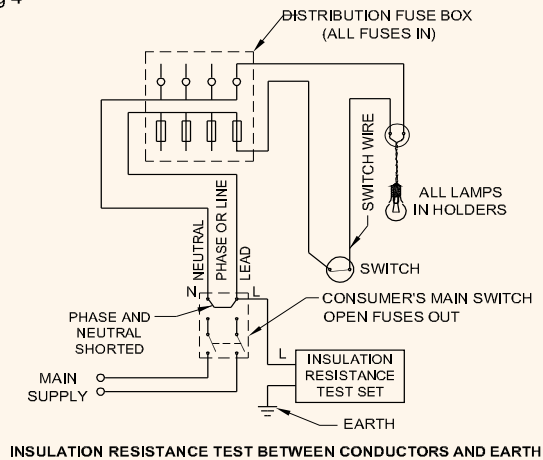 DISTRIBUTION FUSE BOX
(ALL FUSES IN)
SWITCH WIRE
ALL LAMPS
IN HOLDERS
NEUTRAL
PHASE OR LINE
LEAD
SWITCH
N
L
CONSUMER'S MAIN SWITCH
OPEN FUSES OUT
PHASE AND
NEUTRAL
SHORTED
L
INSULATION
RESISTANCE
TEST SET
MAIN
SUPPLY
EARTH
INSULATION RESISTANCE TEST BETWEEN CONDUCTORS AND EARTH